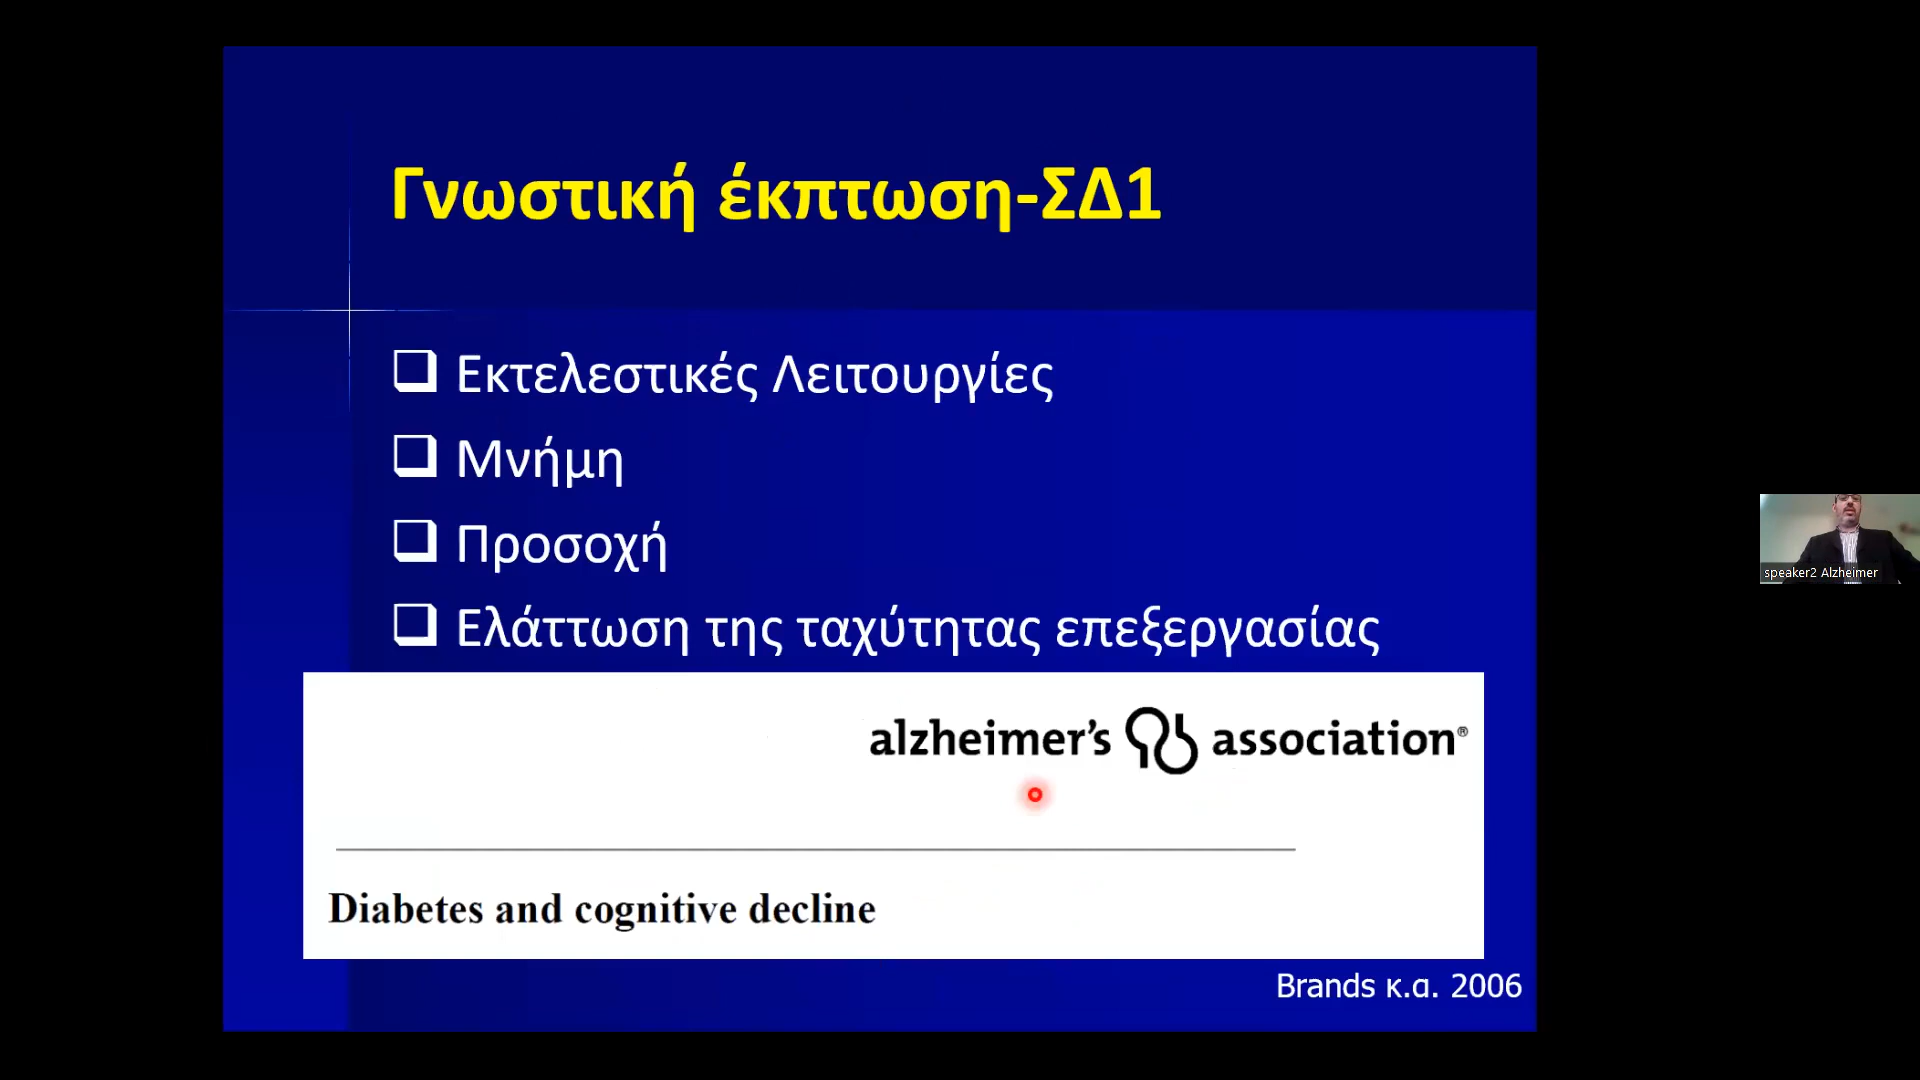 Γνωστική έκπτωση-ΣΔ1
Εκτελεστικές Λειτουργίες
Μνήμη
Προσοχή
Ελάττωση της ταχύτητας επεξεργασίας
alzheimer's association®
Diabetes and cognitive decline
Brands κ.α. 2006
speaker2 Alzheimer